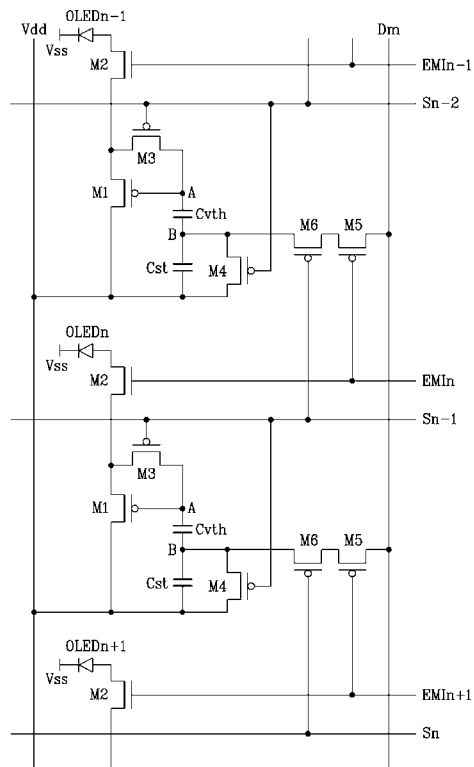 OLEDn-1
Vdd
Dm
Vss
M2
EMIn-1
Sn-2
M3
M1
A
Cvth
B
M6
M5
Cst
M4
OLEDn
Vss
M2
EMIn
Sn-1
M3
M1
A
Cvth
B
M6
M5
Cst
M4
OLEDn+1
Vss
M2
EMIn+1
Sn